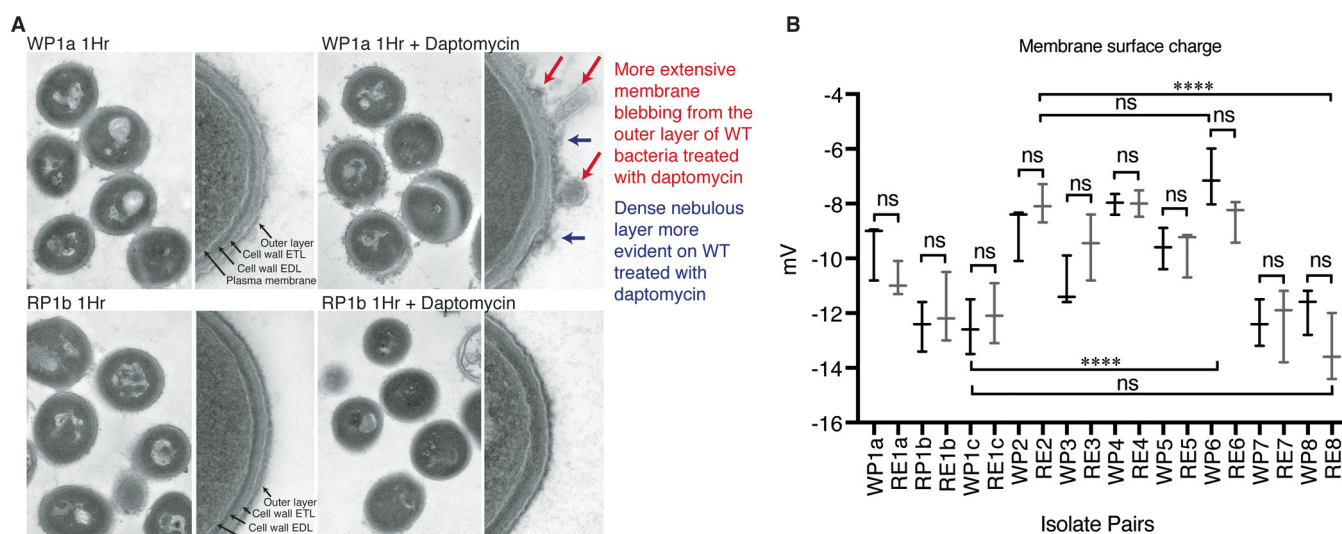 A
WP1a 1Hr
WP1a 1Hr + Daptomycin
Outer layer
Cell wall ETL
Cell wall EDL
Plasma membrane
More extensive
membrane
blebbing from the
outer layer of WT
bacteria treated
with daptomycin
Dense nebulous
layer more
evident on WT
treated with
daptomycin
RP1b 1Hr
RP1b 1Hr + Daptomycin
Outer layer
Cell wall ETL
Cell wall EDL
B
Membrane surface charge
mV
-4
-6
-8
-10
-12
-14
-16
****
ns
ns
ns
ns
ns
ns
ns
ns
ns
ns
ns
****
ns
WP1a
RE1a
RP1b
RE1b
WP1c
RE1c
WP2
RE2
WP3
RE3
WP4
RE4
WP5
RE5
WP6
RE6
WP7
RE7
WP8
RE8
Isolate Pairs